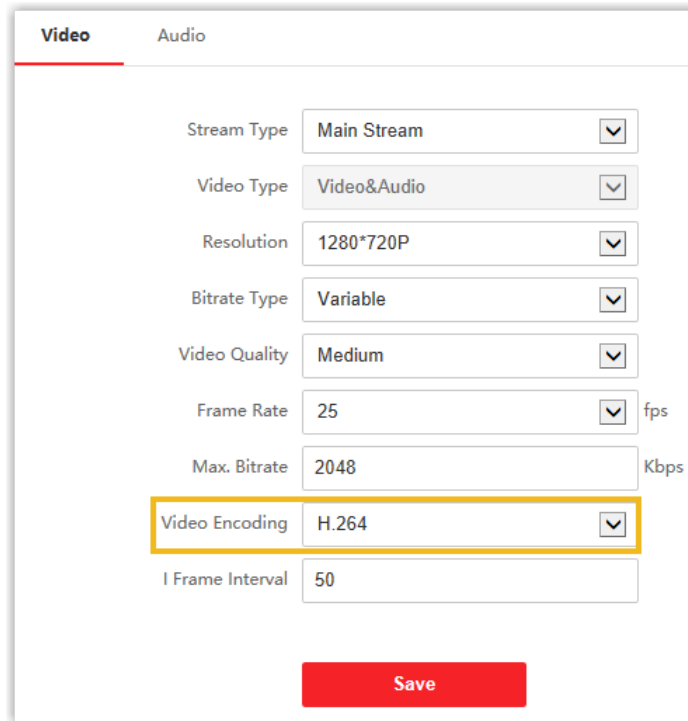 Video Audio
Stream Type Main Stream
Video Type Video&Audio
Resolution 1280*720P
Bitrate Type Variable
Video Quality Medium
Frame Rate 25 fps
Max. Bitrate 2048 Kbps
Video Encoding H.264
I Frame Interval 50
Save